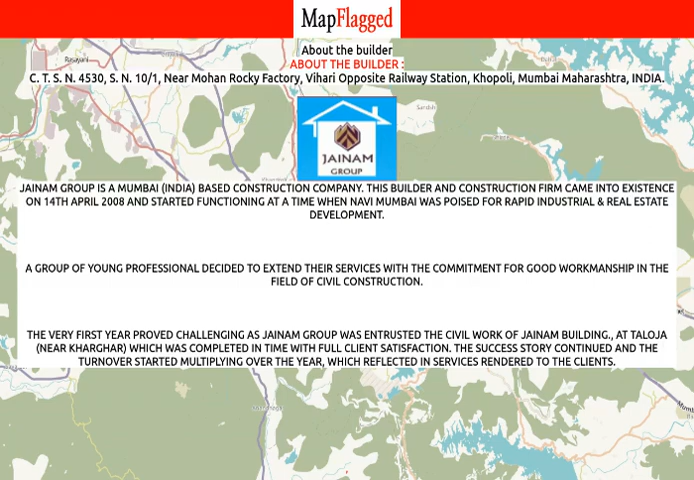 MapFlagged
About the builder
ABOUT THE BUILDER :
C. T. S. N. 4530, S. N. 10/1, Near Mohan Rocky Factory, Vihari Opposite Railway Station, Khopoli, Mumbai Maharashtra, INDIA.
JAINAM
GROUP
JAINAM GROUP IS A MUMBAI (INDIA) BASED CONSTRUCTION COMPANY. THIS BUILDER AND CONSTRUCTION FIRM CAME INTO EXISTENCE
ON 14TH APRIL 2008 AND STARTED FUNCTIONING AT A TIME WHEN NAVI MUMBAI WAS POISED FOR RAPID INDUSTRIAL & REAL ESTATE
DEVELOPMENT.
A GROUP OF YOUNG PROFESSIONAL DECIDED TO EXTEND THEIR SERVICES WITH THE COMMITMENT FOR GOOD WORKMANSHIP IN THE
FIELD OF CIVIL CONSTRUCTION.
THE VERY FIRST YEAR PROVED CHALLENGING AS JAINAM GROUP WAS ENTRUSTED THE CIVIL WORK OF JAINAM BUILDING., AT TALOJA
(NEAR KHARGHAR) WHICH WAS COMPLETED IN TIME WITH FULL CLIENT SATISFACTION. THE SUCCESS STORY CONTINUED AND THE
TURNOVER STARTED MULTIPLYING OVER THE YEAR, WHICH REFLECTED IN SERVICES RENDERED TO THE CLIENTS.